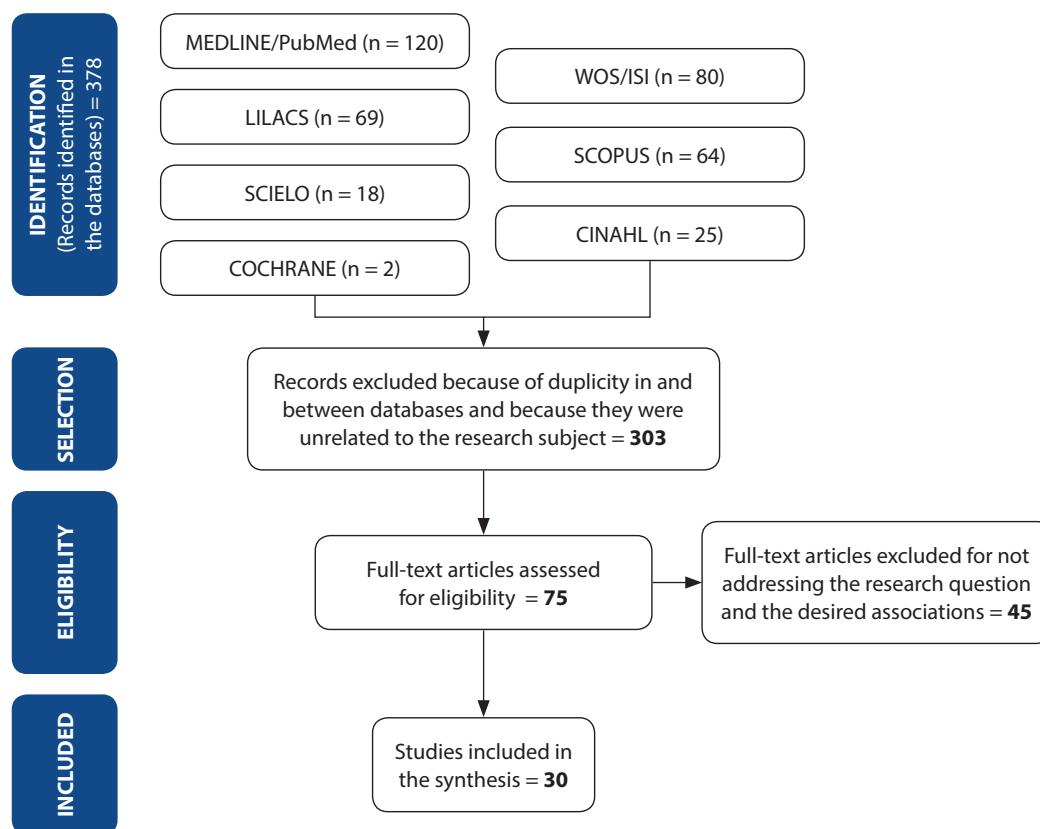 IDENTIFICATION
(Records identified in
the databases) = 378
MEDLINE/PubMed (n = 120)
LILACS (n = 69)
SCIELO (n = 18)
COCHRANE (n = 2)
WOS/ISI (n = 80)
SCOPUS (n = 64)
CINAHL (n = 25)
SELECTION
Records excluded because of duplicity in and
between databases and because they were
unrelated to the research subject = 303
ELIGIBILITY
Full-text articles assessed
for eligibility = 75
Full-text articles excluded for not
addressing the research question
and the desired associations = 45
INCLUDED
Studies included in
the synthesis = 30